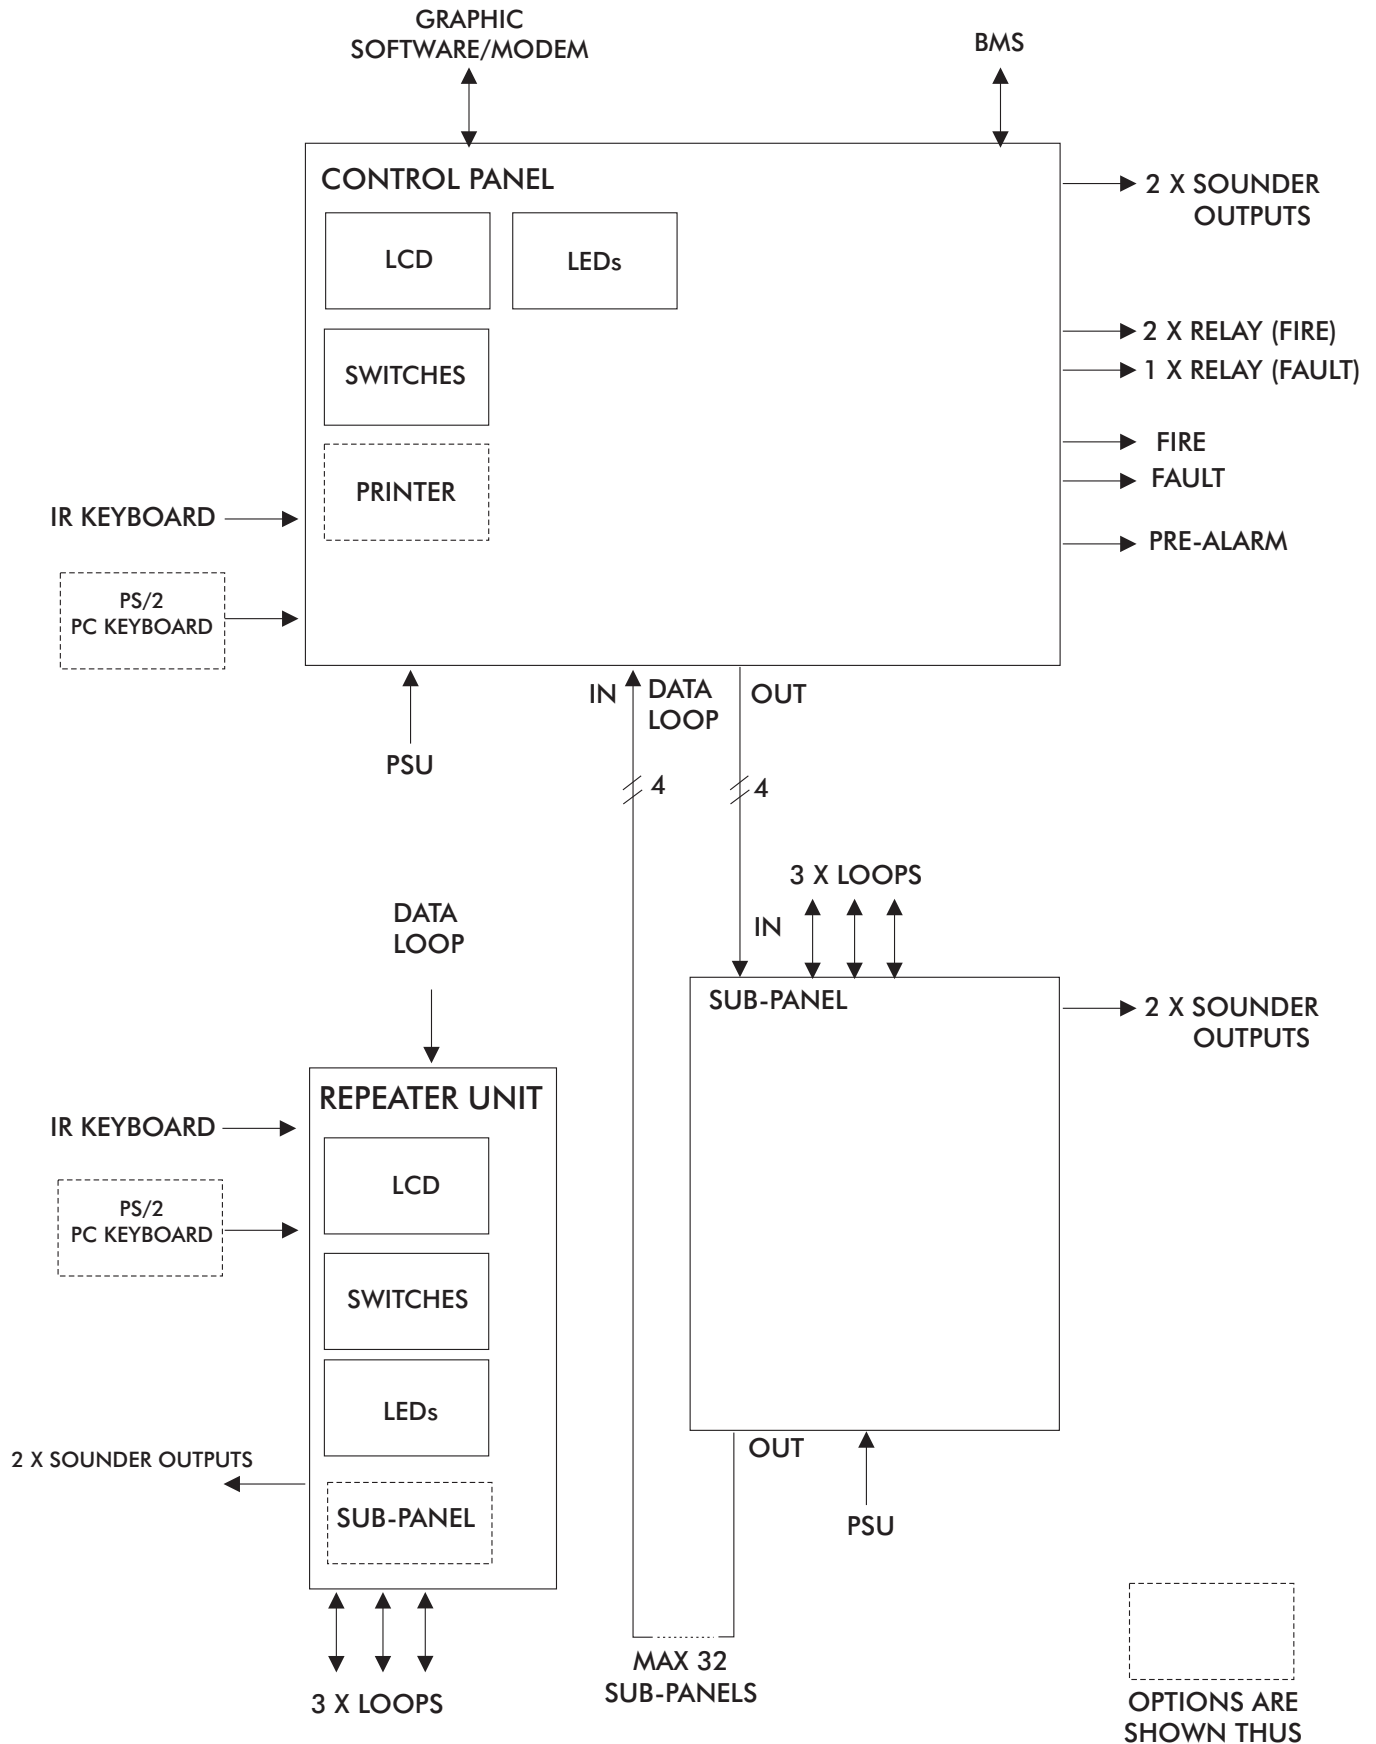 GRAPHIC
SOFTWARE/MODEM
BMS
CONTROL PANEL
LCD
LEDs
SWITCHES
PRINTER
2 X SOUNDER
OUTPUTS
2 X RELAY (FIRE)
1 X RELAY (FAULT)
FIRE
FAULT
PRE-ALARM
IR KEYBOARD
PS/2
PC KEYBOARD
PSU
IN
DATA
LOOP
OUT
4
4
3 X LOOPS
IN
SUB-PANEL
2 X SOUNDER
OUTPUTS
OUT
PSU
DATA
LOOP
REPEATER UNIT
IR KEYBOARD
PS/2
PC KEYBOARD
LCD
SWITCHES
LEDs
2 X SOUNDER OUTPUTS
SUB-PANEL
3 X LOOPS
MAX 32
SUB-PANELS
OPTIONS ARE
SHOWN THUS